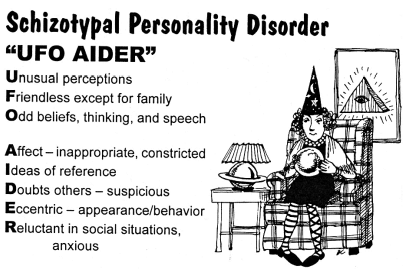 Schizotypal Personality Disorder
“UFO AIDER”
Unusual perceptions
Friendless except for family
Odd beliefs, thinking, and speech
Affect – inappropriate, constricted
Ideas of reference
Doubts others – suspicious
Eccentric – appearance/behavior
Reluctant in social situations,
anxious
K